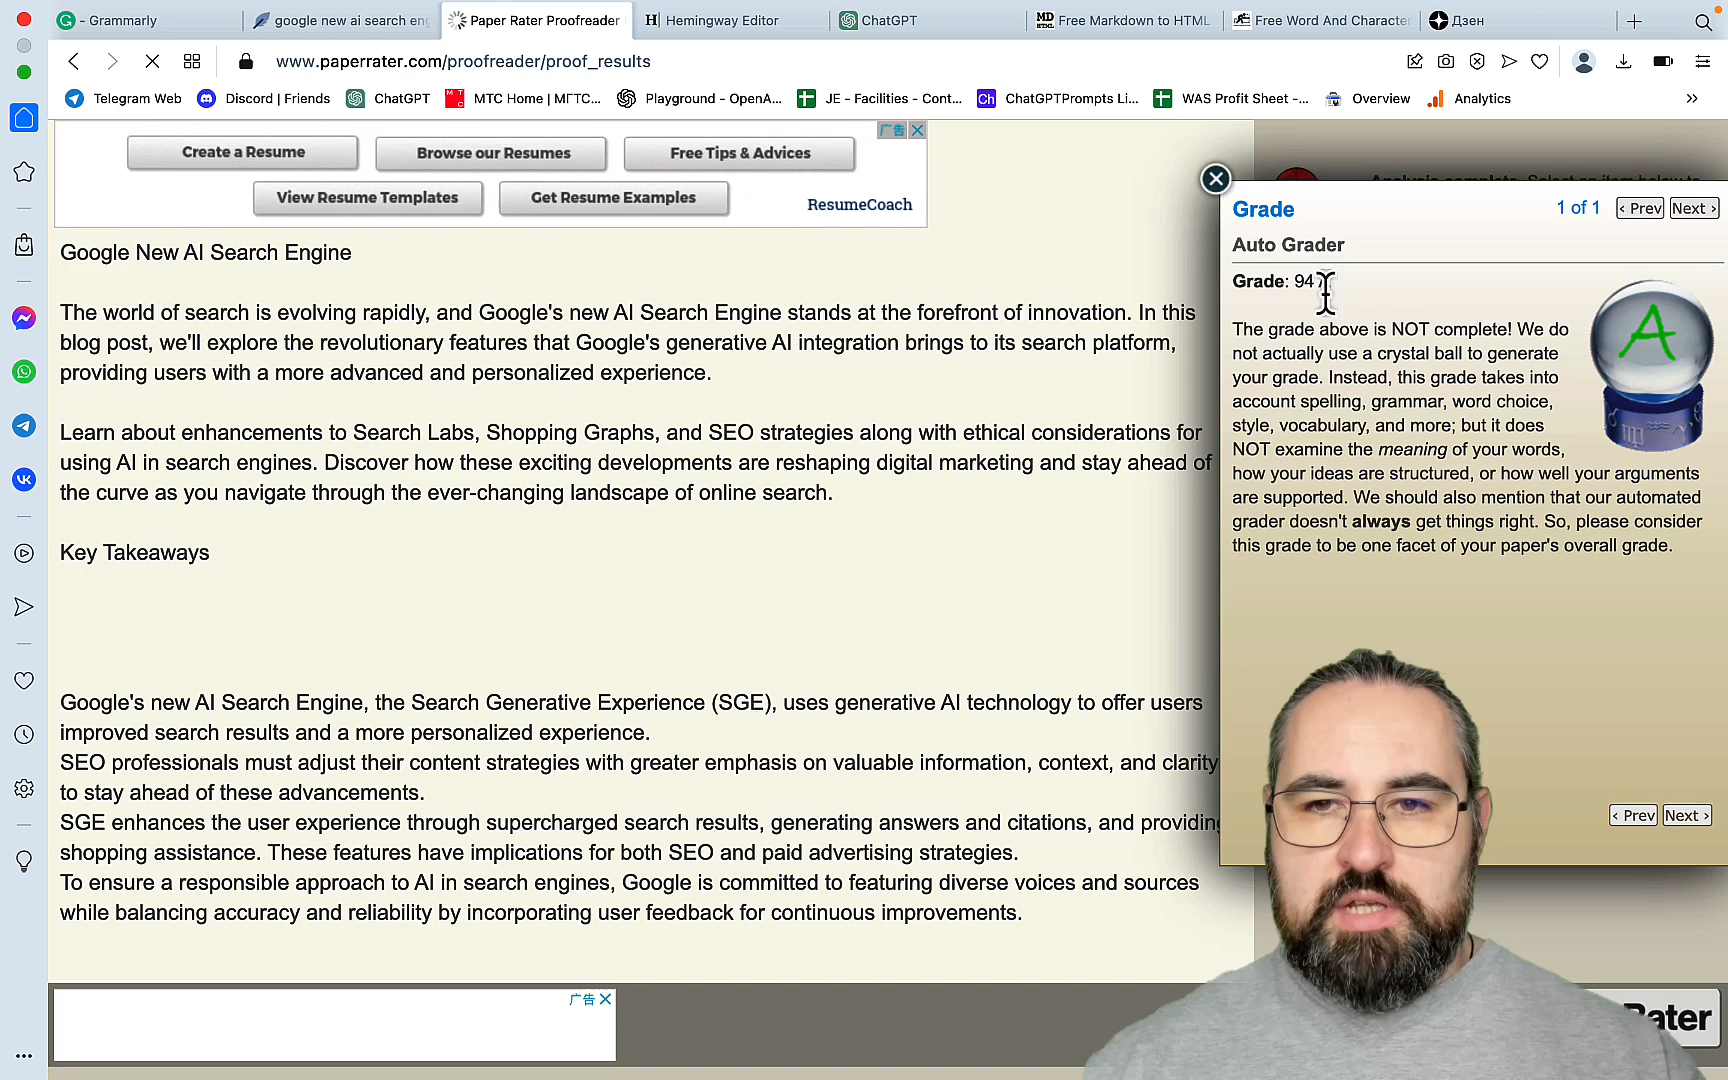 - Grammarly
google new ai search en
Paper Rater Proofreader
Hemingway Editor
ChatGPT
Free Markdown to HTML
Free Word And Character
Дзен
www.paperrater.com/proofreader/proof_results
Telegram Web
Discord | Friends
ChatGPT
МТС Home | МГТС...
Playground - OpenA...
JE - Facilities - Cont...
ChatGPTPrompts Li...
WAS Profit Sheet -...
Overview
Analytics
Create a Resume
Browse our Resumes
Free Tips & Advices
广告
View Resume Templates
Get Resume Examples
ResumeCoach
Google New AI Search Engine
The world of search is evolving rapidly, and Google's new AI Search Engine stands at the forefront of innovation. In this
blog post, we'll explore the revolutionary features that Google's generative AI integration brings to its search platform,
providing users with a more advanced and personalized experience.
Learn about enhancements to Search Labs, Shopping Graphs, and SEO strategies along with ethical considerations for
using AI in search engines. Discover how these exciting developments are reshaping digital marketing and stay ahead of
the curve as you navigate through the ever-changing landscape of online search.
Key Takeaways
Google's new AI Search Engine, the Search Generative Experience (SGE), uses generative AI technology to offer users
improved search results and a more personalized experience.
SEO professionals must adjust their content strategies with greater emphasis on valuable information, context, and clarity
to stay ahead of these advancements.
SGE enhances the user experience through supercharged search results, generating answers and citations, and providing
shopping assistance. These features have implications for both SEO and paid advertising strategies.
To ensure a responsible approach to AI in search engines, Google is committed to featuring diverse voices and sources
while balancing accuracy and reliability by incorporating user feedback for continuous improvements.
广告
Grade
1 of 1
‹ Prev
Next ›
Auto Grader
Grade: 94
A
The grade above is NOT complete! We do
not actually use a crystal ball to generate
your grade. Instead, this grade takes into
account spelling, grammar, word choice,
style, vocabulary, and more; but it does
NOT examine the meaning of your words,
how your ideas are structured, or how well your arguments
are supported. We should also mention that our automated
grader doesn't always get things right. So, please consider
this grade to be one facet of your paper's overall grade.
‹ Prev
Next ›
Rater